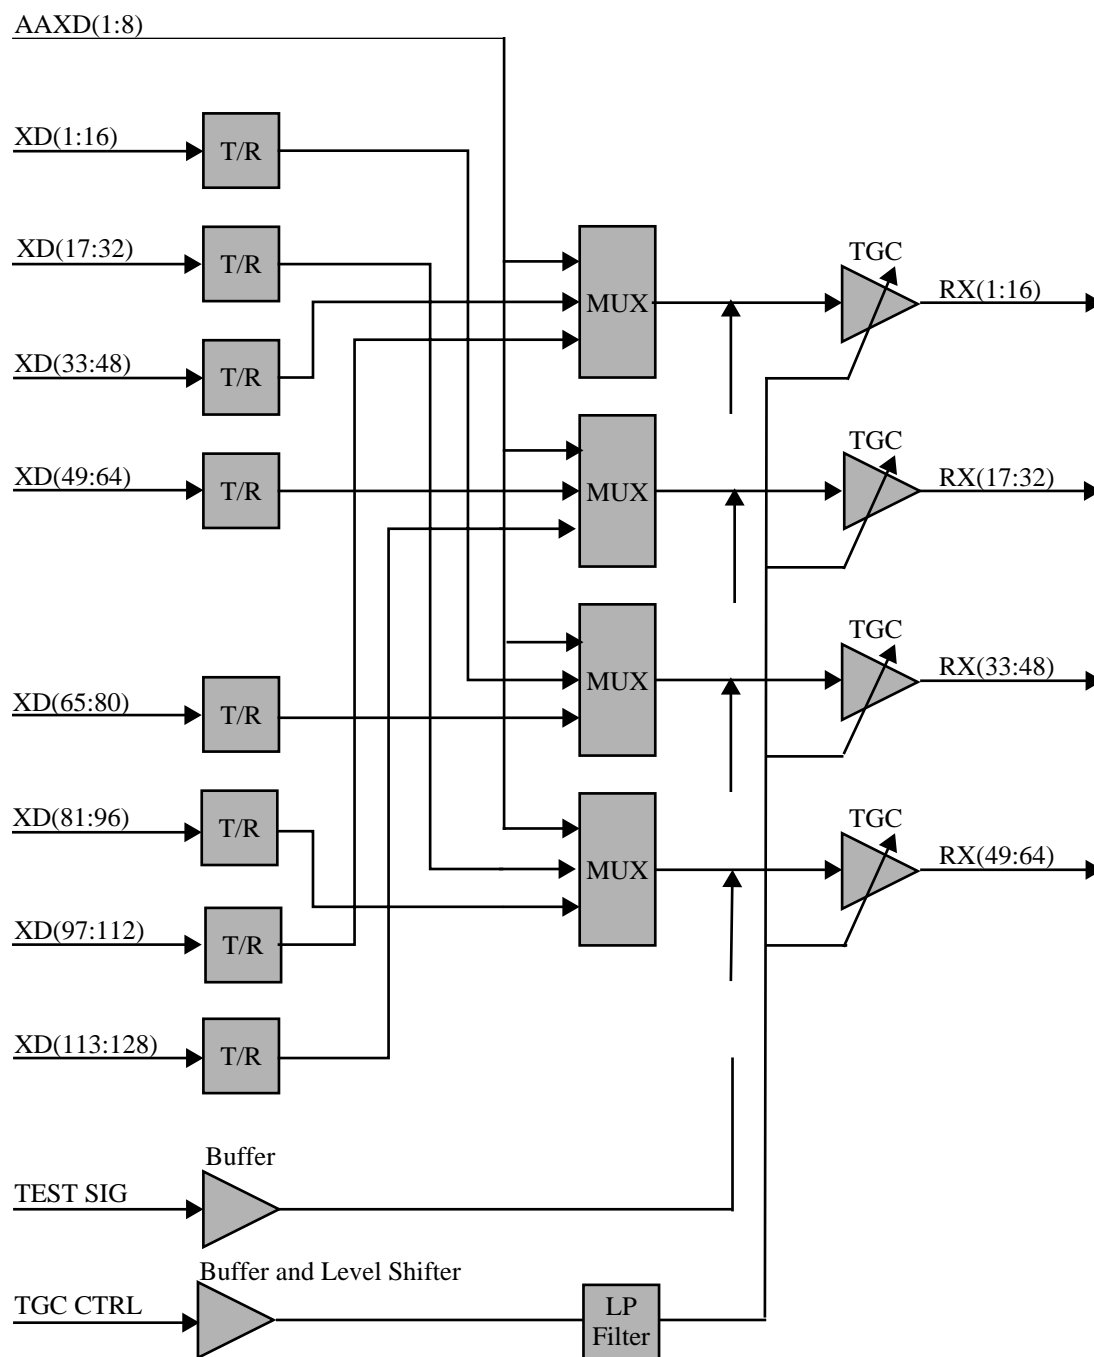 AAXD(1:8)
XD(1:16)
T/R
XD(17:32)
T/R
TGC
MUX
RX(1:16)
XD(33:48)
T/R
TGC
XD(49:64)
T/R
MUX
RX(17:32)
TGC
MUX
RX(33:48)
XD(65:80)
T/R
XD(81:96)
T/R
TGC
MUX
RX(49:64)
XD(97:112)
T/R
XD(113:128)
T/R
Buffer
TEST SIG
Buffer and Level Shifter
TGC CTRL
LP
Filter